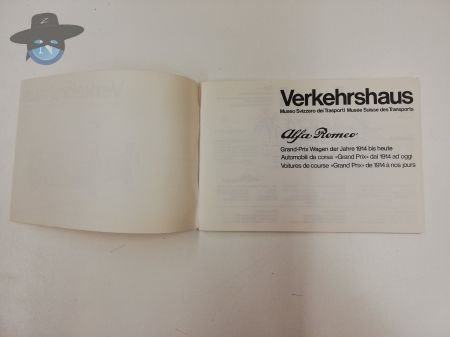 Verkehrshaus
Museo Svizzero dei Trasporti Musée Suisse des Transports
Alfa Romeo
Grand-Prix Wagen der Jahre 1914 bis heute
Automobili da corsa «Grand Prix» dal 1914 ad oggi
Voitures de course «Grand Prix» de 1914 à nos jours